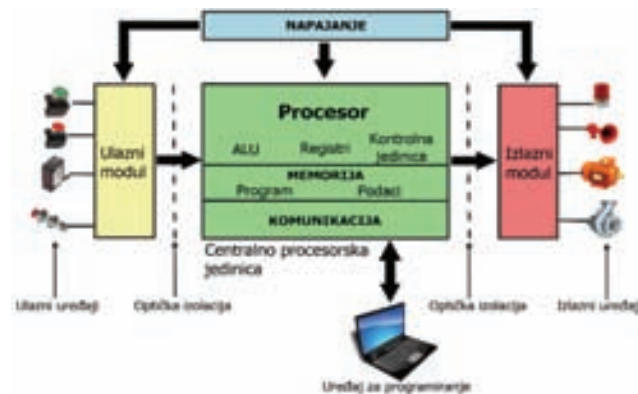 NAPAJANJE
Ulazni
modul
Procesor
ALU
Registri
Kontrolna
jedinica
MEMORIJA
Program
Podaci
KOMUNIKACIJA
Izlazni
modul
Centralno procesorska
jedinica
Ulazni uređaji
Optička izolacija
Optička izolacija
Izlazni uređaj
Uređaj za programiranje